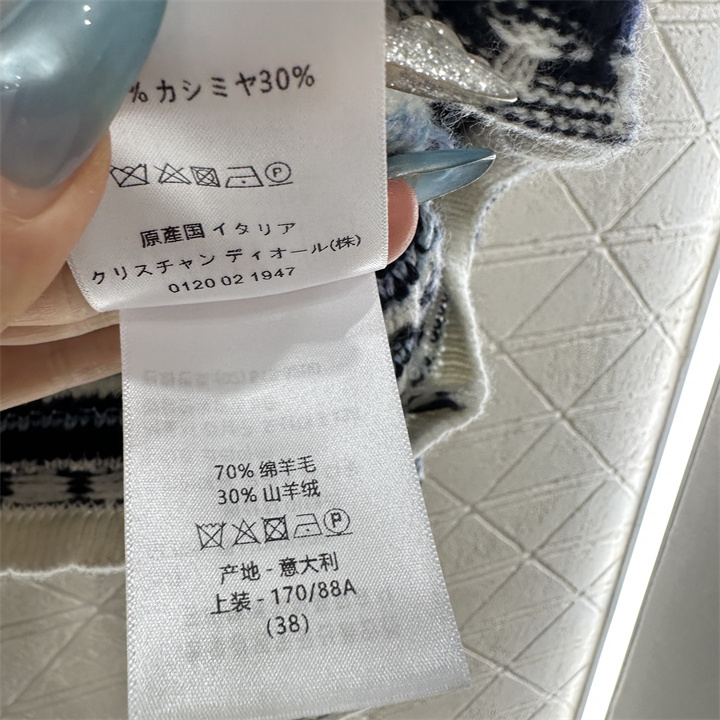 % カシミヤ30%
原産国 イタリア
クリスチャン ディオール(株)
0120 02 1947
70% 绵羊毛
30% 山羊绒
产地 - 意大利
上装 - 170/88A
(38)